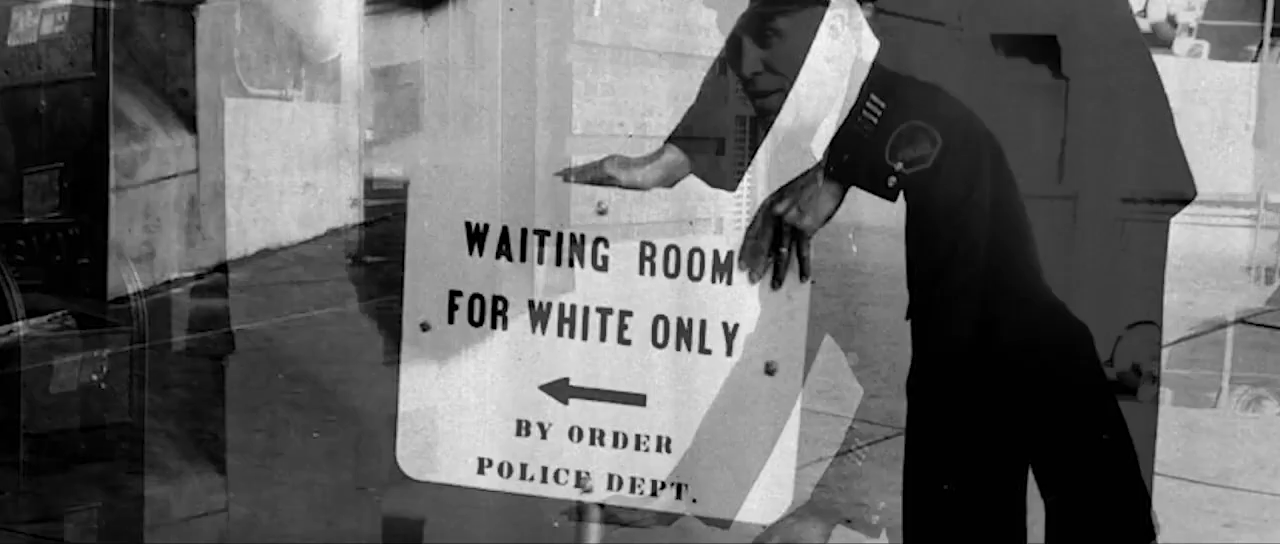 WAITING ROOM
FOR WHITE ONLY
BY ORDER
POLICE DEPT.